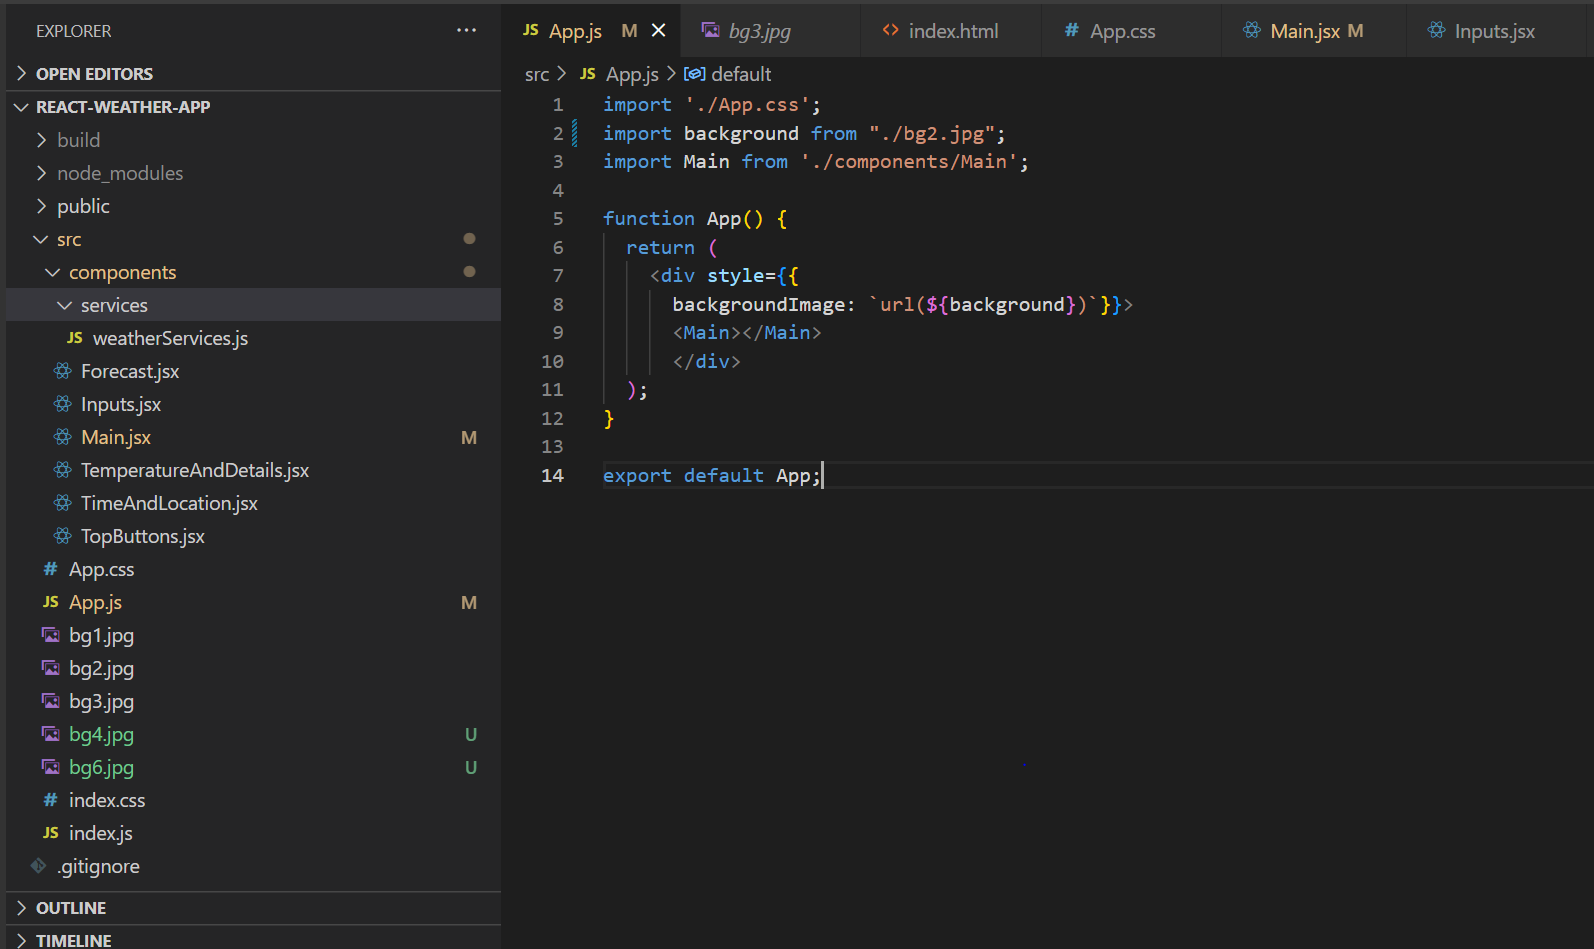 EXPLORER
OPEN EDITORS
REACT-WEATHER-APP
build
node_modules
public
src
components
services
JS weatherServices.js
Forecast.jsx
Inputs.jsx
Main.jsx M
TemperatureAndDetails.jsx
TimeAndLocation.jsx
TopButtons.jsx
# App.css
JS App.js M
bg1.jpg
bg2.jpg
bg3.jpg
bg4.jpg U
bg6.jpg U
# index.css
JS index.js
.gitignore
OUTLINE
TIMELINE
JS App.js M bg3.jpg <> index.html # App.css Main.jsx M Inputs.jsx
src > JS App.js > default
1 import './App.css';
2 import background from "./bg2.jpg";
3 import Main from './components/Main';
4
5 function App() {
6 return (
7 <div style={{
8 backgroundImage: `url(${background})`}}>
9 <Main></Main>
10 </div>
11 );
12 }
13
14 export default App;